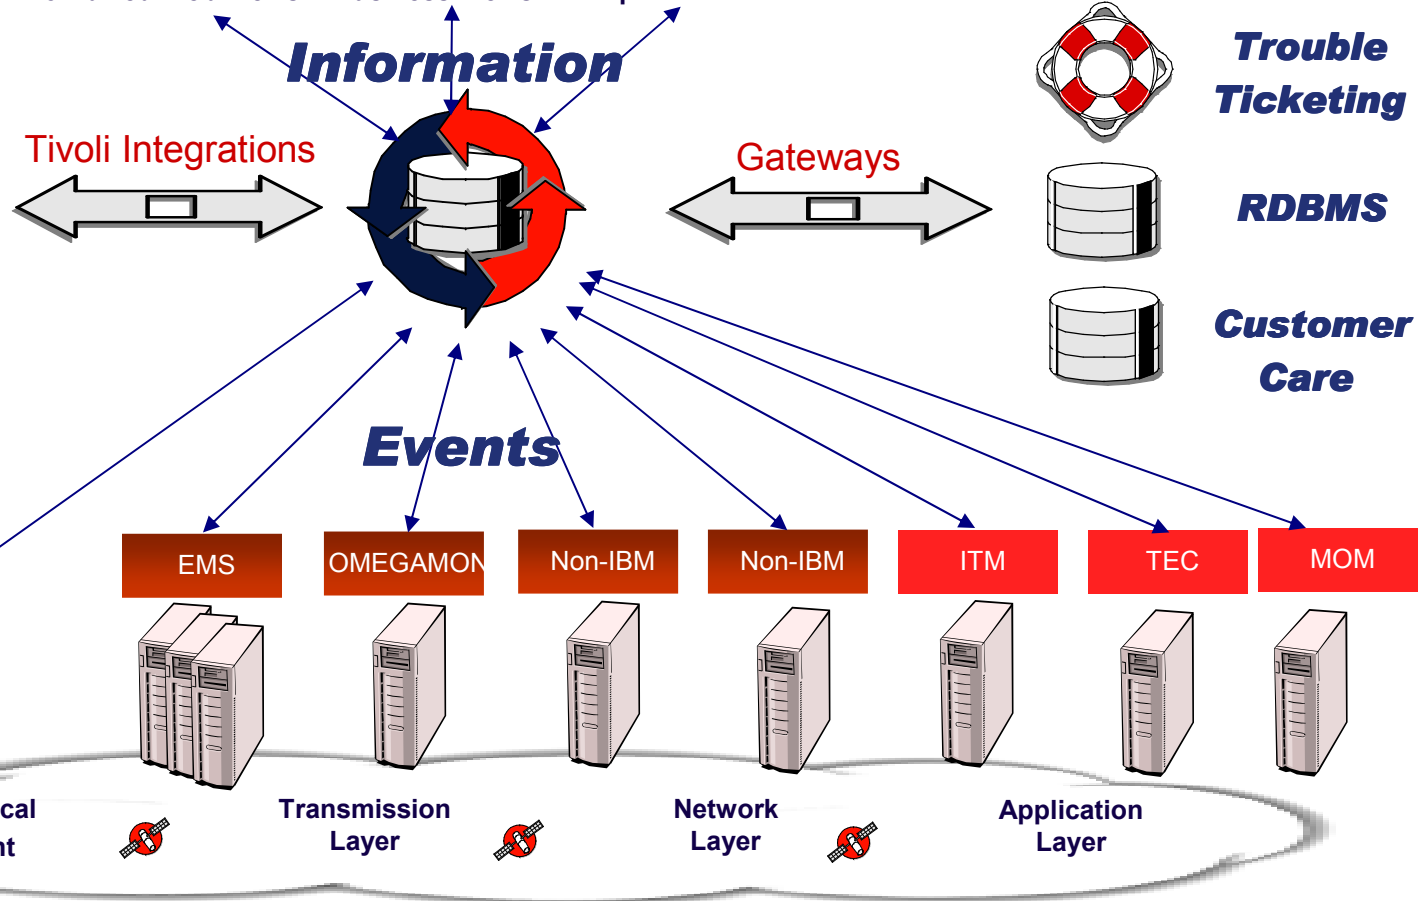 Information
Trouble
Ticketing
Tivoli Integrations
Gateways
RDBMS
Customer
Care
Events
EMS
OMEGAMON
Non-IBM
Non-IBM
ITM
TEC
MOM
Transmission
Layer
Network
Layer
Application
Layer